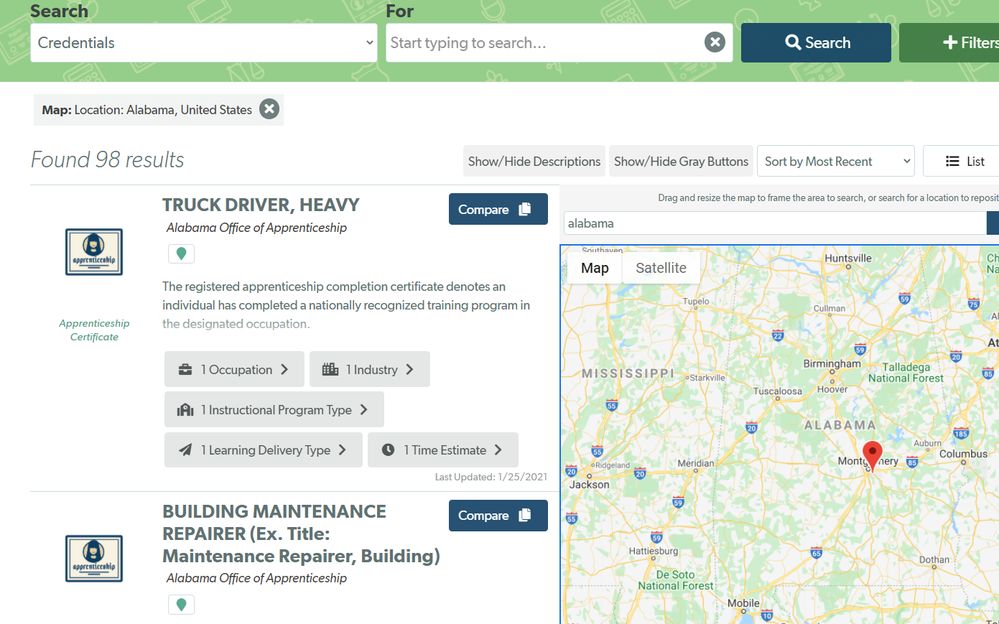 Search
For
Credentials
Start typing to search...
Search
Filters
Map: Location: Alabama, United States
Found 98 results
Show/Hide Descriptions
Show/Hide Gray Buttons
Sort by Most Recent
List
TRUCK DRIVER, HEAVY
Alabama Office of Apprenticeship
Compare
apprenticeship
Apprenticeship
Certificate
The registered apprenticeship completion certificate denotes an
individual has completed a nationally recognized training program in
the designated occupation.
1 Occupation
1 Industry
1 Instructional Program Type
1 Learning Delivery Type
1 Time Estimate
Last Updated: 1/25/2021
BUILDING MAINTENANCE
REPAIRER (Ex. Title:
Maintenance Repairer, Building)
Alabama Office of Apprenticeship
Compare
apprenticeship
Drag and resize the map to frame the area to search, or search for a location to reposit
alabama
Map
Satellite
Southaven
Huntsville
Ch
Na
Tupelo
59
75
Cullman
22
59
At
20
Birmingham
Talladega
National Forest
85
MISSISSIPPI
Starkville
Hoover
Tuscaloosa
55
20
ALABAMA
185
Auburn
Columbus
55
Montgomery
85
Ridgeland
20
20
Meridian
Jackson
59
55
59
65
Hattiesburg
Dothan
De Soto
National Forest
Mobile
10